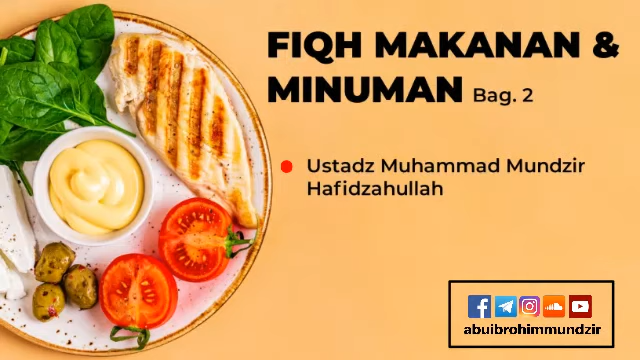 FIQH MAKANAN &
MINUMAN Bag. 2
Ustadz Muhammad Mundzir
Hafidzahullah
abuibrohimmundzir